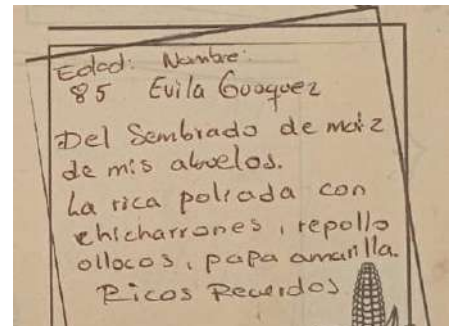 Edad: Nombre:
85 Evila Guaquez
Del Sembrado de maiz
de mis abuelos.
La rica poliada con
chicharrones, repollo
ollocos, papa amarilla.
Ricos Recuerdos